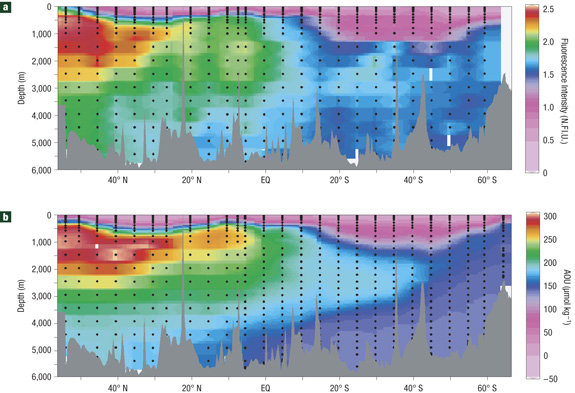 a
0
1,000
2,000
3,000
4,000
5,000
6,000
Depth (m)
40° N
20° N
EQ
20° S
40° S
60° S
2.5
2.0
1.5
1.0
0.5
0
Fluorescence Intensity (N.F.I.U.)
b
0
1,000
2,000
3,000
4,000
5,000
6,000
Depth (m)
40° N
20° N
EQ
20° S
40° S
60° S
300
250
200
150
100
50
0
−50
AOU (μmol kg⁻¹)